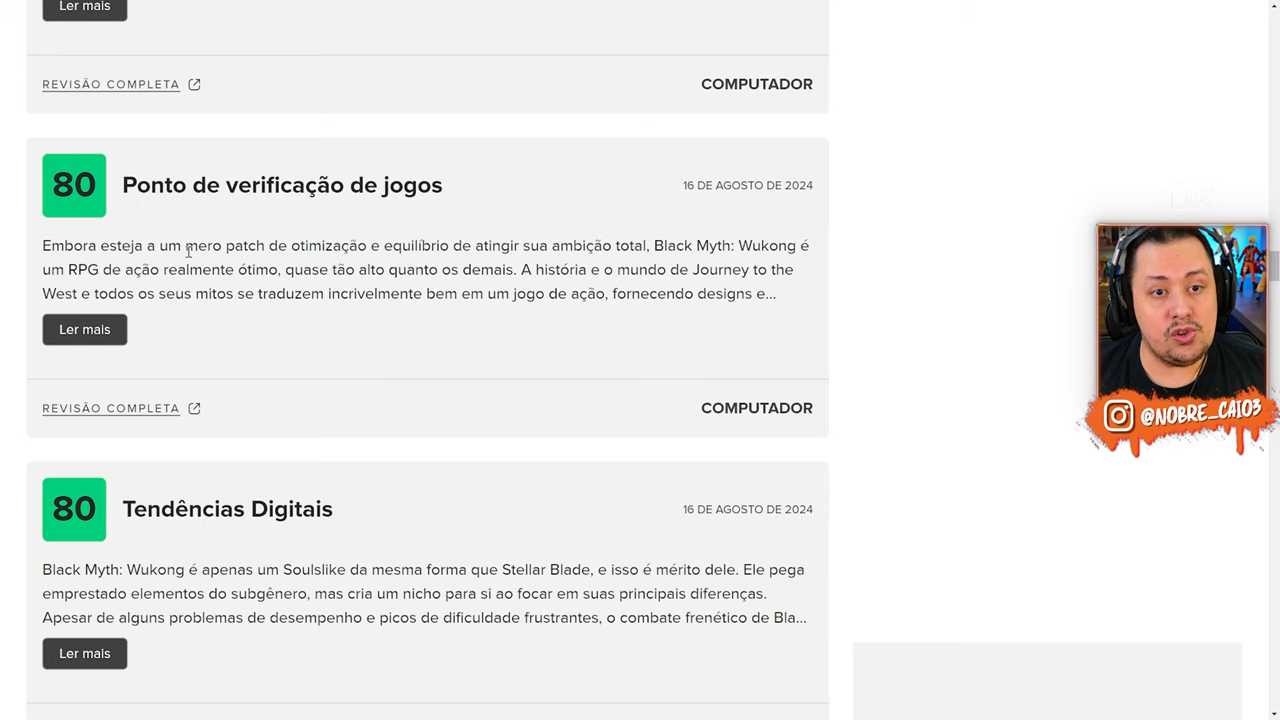 Ler mais
REVISÃO COMPLETA
COMPUTADOR
80
Ponto de verificação de jogos
16 DE AGOSTO DE 2024
Embora esteja a um mero patch de otimização e equilíbrio de atingir sua ambição total, Black Myth: Wukong é
um RPG de ação realmente ótimo, quase tão alto quanto os demais. A história e o mundo de Journey to the
West e todos os seus mitos se traduzem incrivelmente bem em um jogo de ação, fornecendo designs e...
Ler mais
@NOBRE_CAIO3
REVISÃO COMPLETA
COMPUTADOR
80
Tendências Digitais
16 DE AGOSTO DE 2024
Black Myth: Wukong é apenas um Soulslike da mesma forma que Stellar Blade, e isso é mérito dele. Ele pega
emprestado elementos do subgênero, mas cria um nicho para si ao focar em suas principais diferenças.
Apesar de alguns problemas de desempenho e picos de dificuldade frustrantes, o combate frenético de Bla...
Ler mais